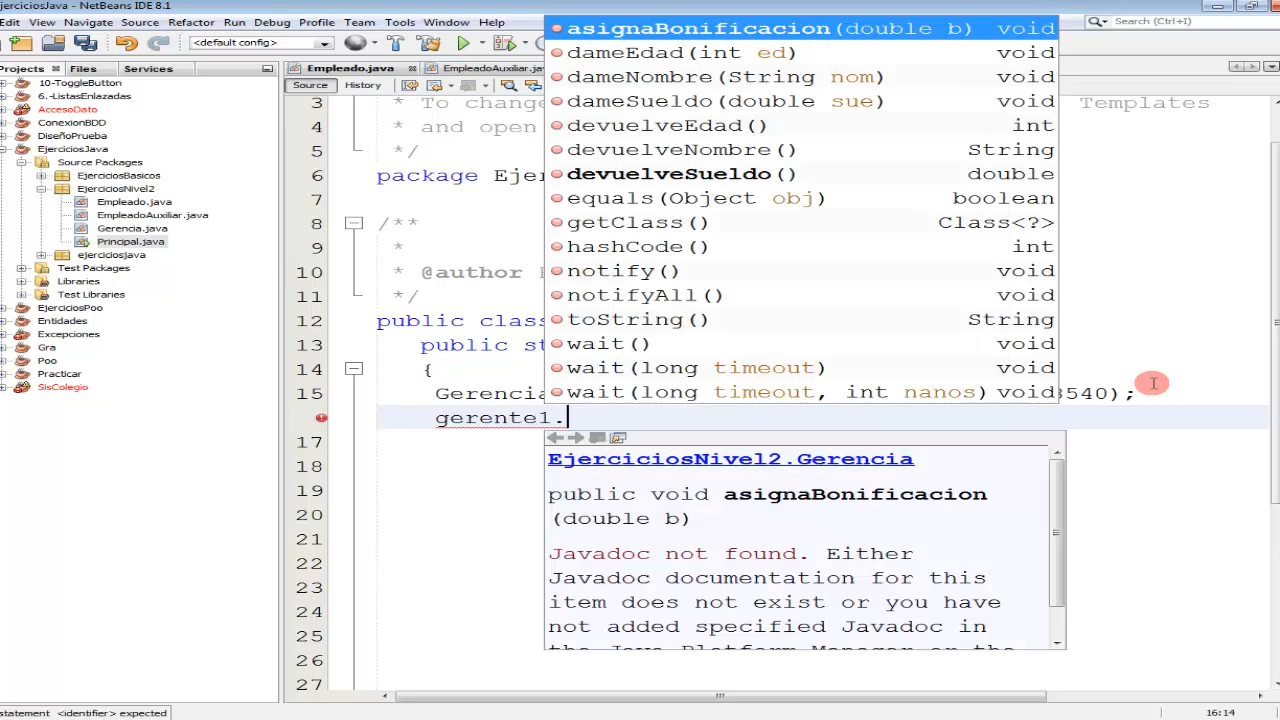 EjerciciosJava - NetBeans IDE 8.1
Edit View Navigate Source Refactor Run Debug Profile Team Tools Window Help
Search (Ctrl+I)
<default config>
Projects Files Services
10-ToggleButton
6.-ListasEnlazadas
AccesoDato
ConexionBDD
DiseñoPrueba
EjerciciosJava
Source Packages
EjerciciosBasicos
EjerciciosNivel2
Empleado.java
EmpleadoAuxiliar.java
Gerencia.java
Principal.java
ejerciciosjava
Test Packages
Libraries
Test Libraries
EjerciciosPoo
Entidades
Excepciones
Gra
Poo
Practicar
SisColegio
Empleado.java EmpleadoAuxiliar.ja
Source History
3 * To change Templates
4 * and open
5 */
6 package Ejer
7
8 /**
9 *
10 * @author
11 */
12 public class
13 public st
14 {
15 Gerencia 8540);
gerente1.
17
18
19
20
21
22
23
24
25
26
27
asignaBonificacion(double b) void
dameEdad(int ed) void
dameNombre(String nom) void
dameSueldo(double sue) void
devuelveEdad() int
devuelveNombre() String
devuelveSueldo() double
equals(Object obj) boolean
getClass() Class<?>
hashCode() int
notify() void
notifyAll() void
toString() String
wait() void
wait(long timeout) void
wait(long timeout, int nanos) void
EjerciciosNivel2.Gerencia
public void asignaBonificacion
(double b)
Javadoc not found. Either
Javadoc documentation for this
item does not exist or you have
not added specified Javadoc in
the Java Platform Manager or the
statement <identifier> expected
16:14